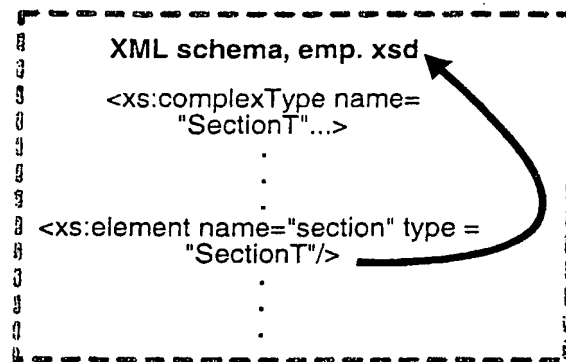 XML schema, emp. xsd
<xs:complexType name=
"SectionT"...>
.
.
.
<xs:element name="section" type =
"SectionT"/>
.
.
.